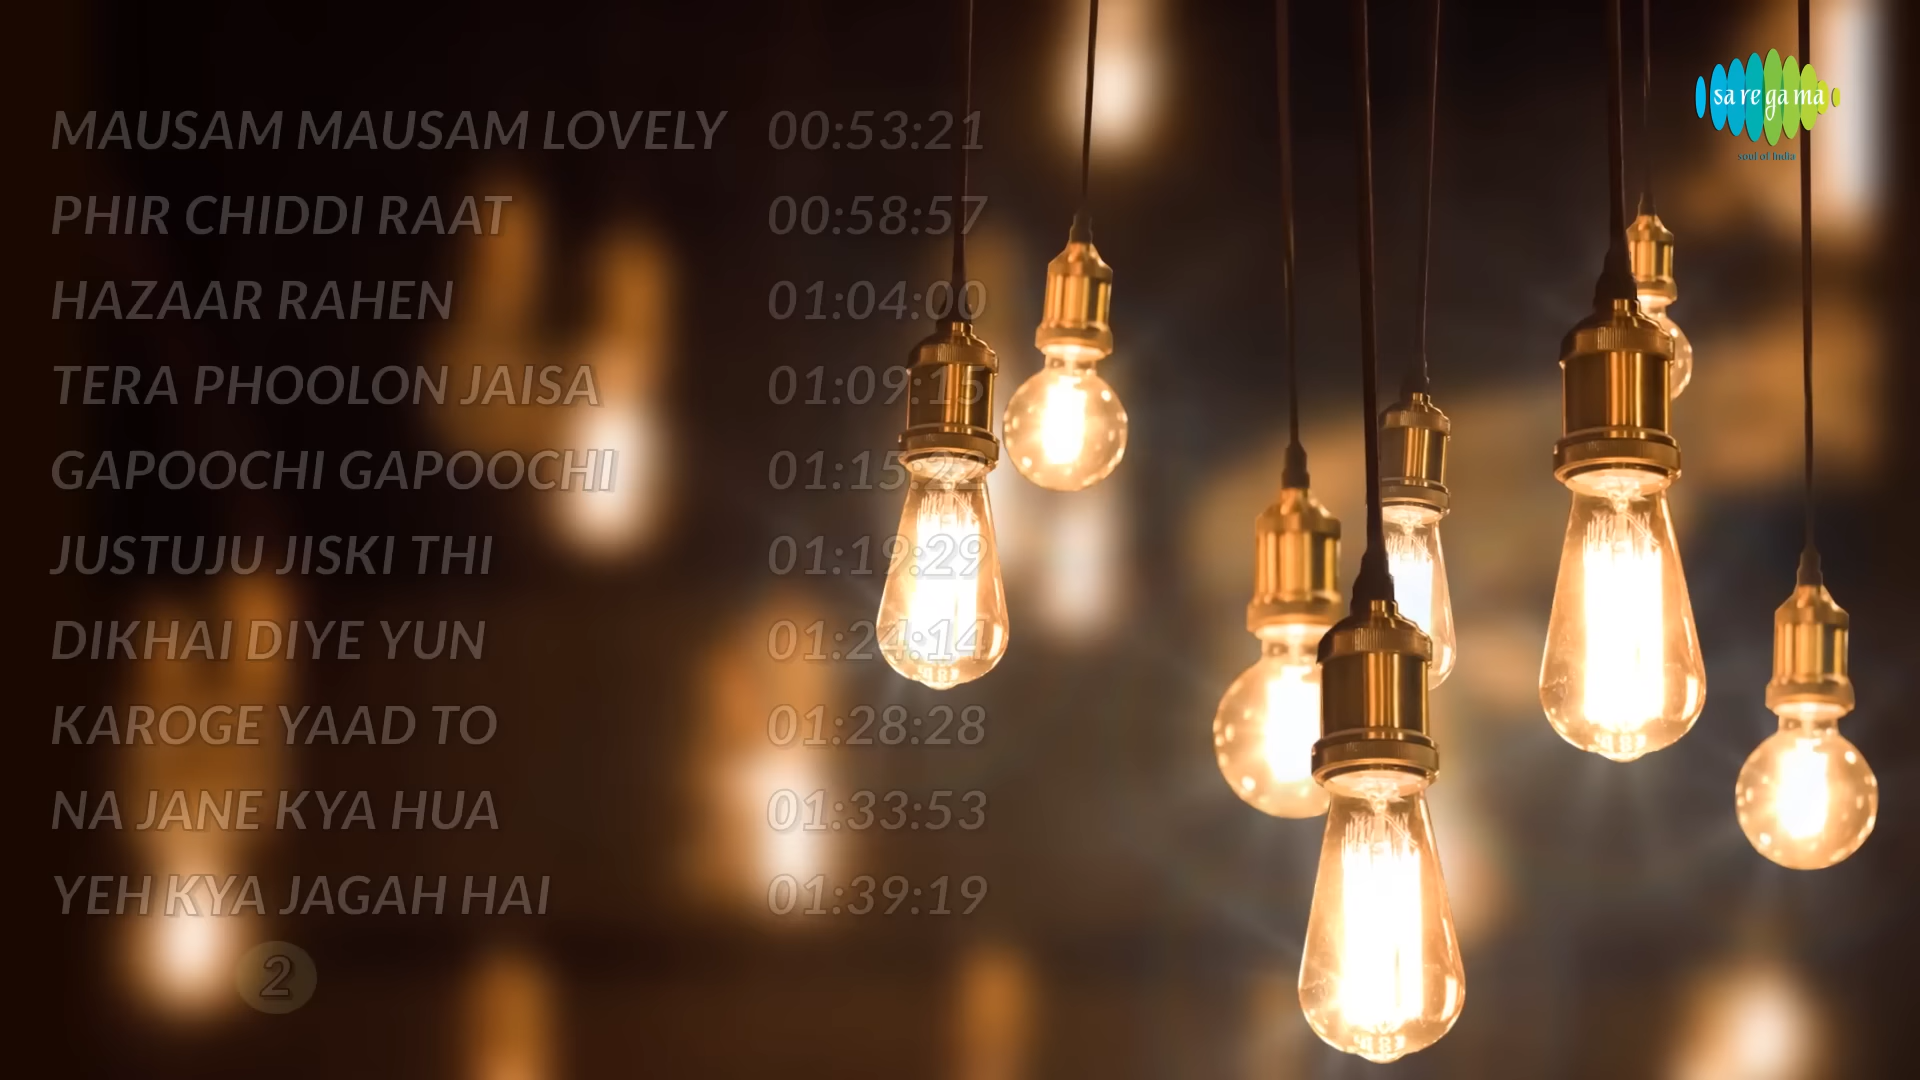 MAUSAM MAUSAM LOVELY 00:53:21
PHIR CHIDDI RAAT 00:58:57
HAZAAR RAHEN 01:04:00
TERA PHOOLON JAISA 01:09:15
GAPOOCHI GAPOOCHI 01:15:22
JUSTUJU JISKI THI 01:19:29
DIKHAI DIYE YUN 01:24:14
KAROGE YAAD TO 01:28:28
NA JANE KYA HUA 01:33:53
YEH KYA JAGAH HAI 01:39:19
2
sa re ga ma
soul of India